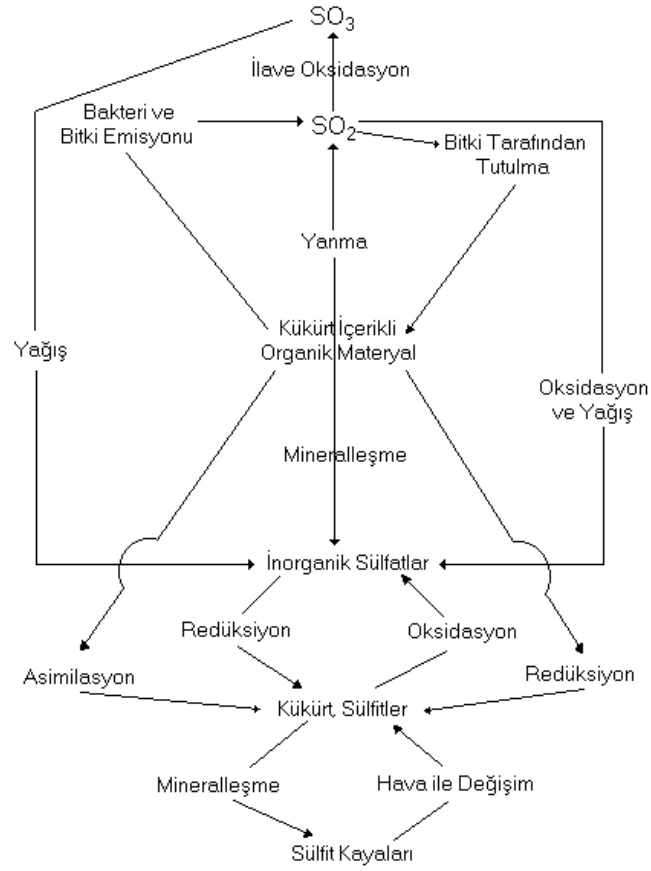 SO3
İlave Oksidasyon
Bakteri ve
Bitki Emisyonu
SO2
Bitki Tarafından
Tutulma
Yanma
Kükürt İçerikli
Organik Materyal
Yağış
Oksidasyon
ve Yağış
Mineralleşme
İnorganik Sülfatlar
Redüksiyon
Oksidasyon
Asimilasyon
Redüksiyon
Kükürt, Sülfitler
Mineralleşme
Hava ile Değişim
Sülfit Kayaları